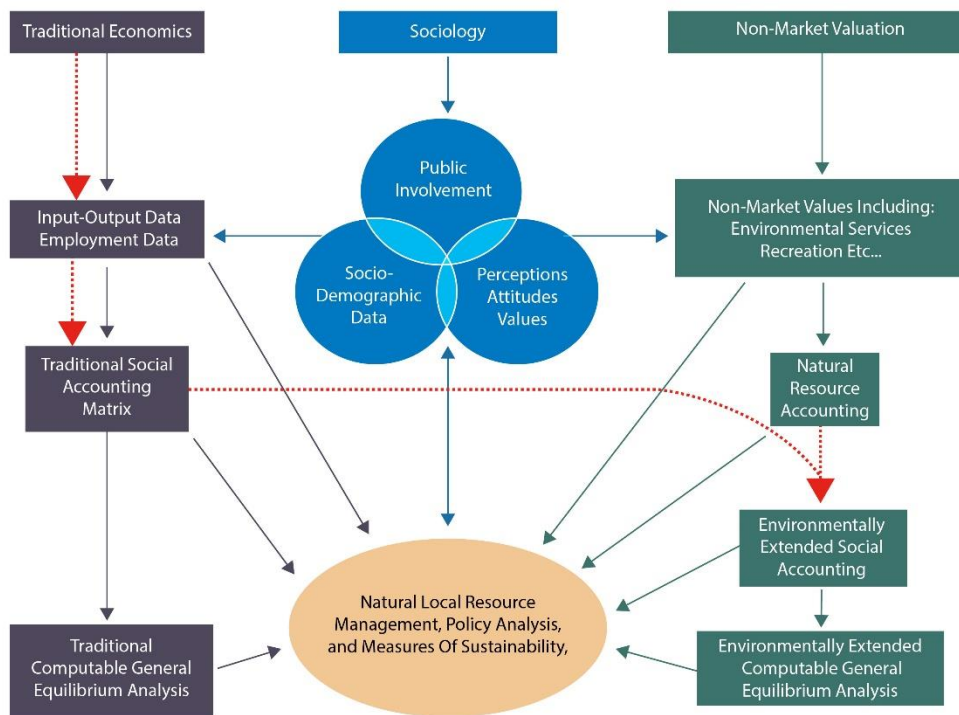 Traditional Economics
Sociology
Non-Market Valuation
Public
Involvement
Input-Output Data
Employment Data
Non-Market Values Including:
Environmental Services
Recreation Etc...
Socio-
Demographic
Data
Perceptions
Attitudes
Values
Traditional Social
Accounting
Matrix
Natural
Resource
Accounting
Environmentally
Extended Social
Accounting
Natural Local Resource
Management, Policy Analysis,
and Measures Of Sustainability,
Traditional
Computable General
Equilibrium Analysis
Environmentally Extended
Computable General
Equilibrium Analysis